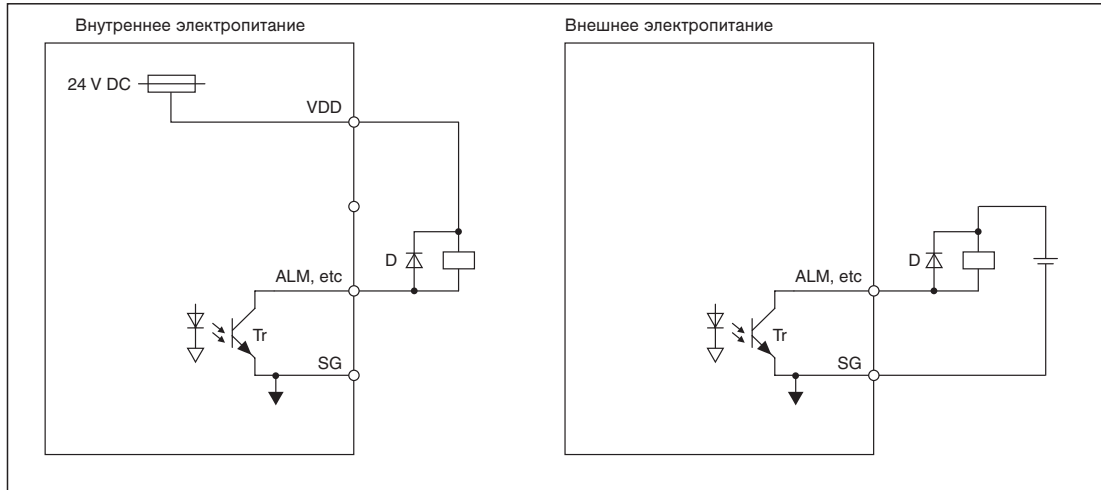 Внутреннее электропитание
24 V DC
VDD
D
ALM, etc
Tr
SG
Внешнее электропитание
D
ALM, etc
Tr
SG